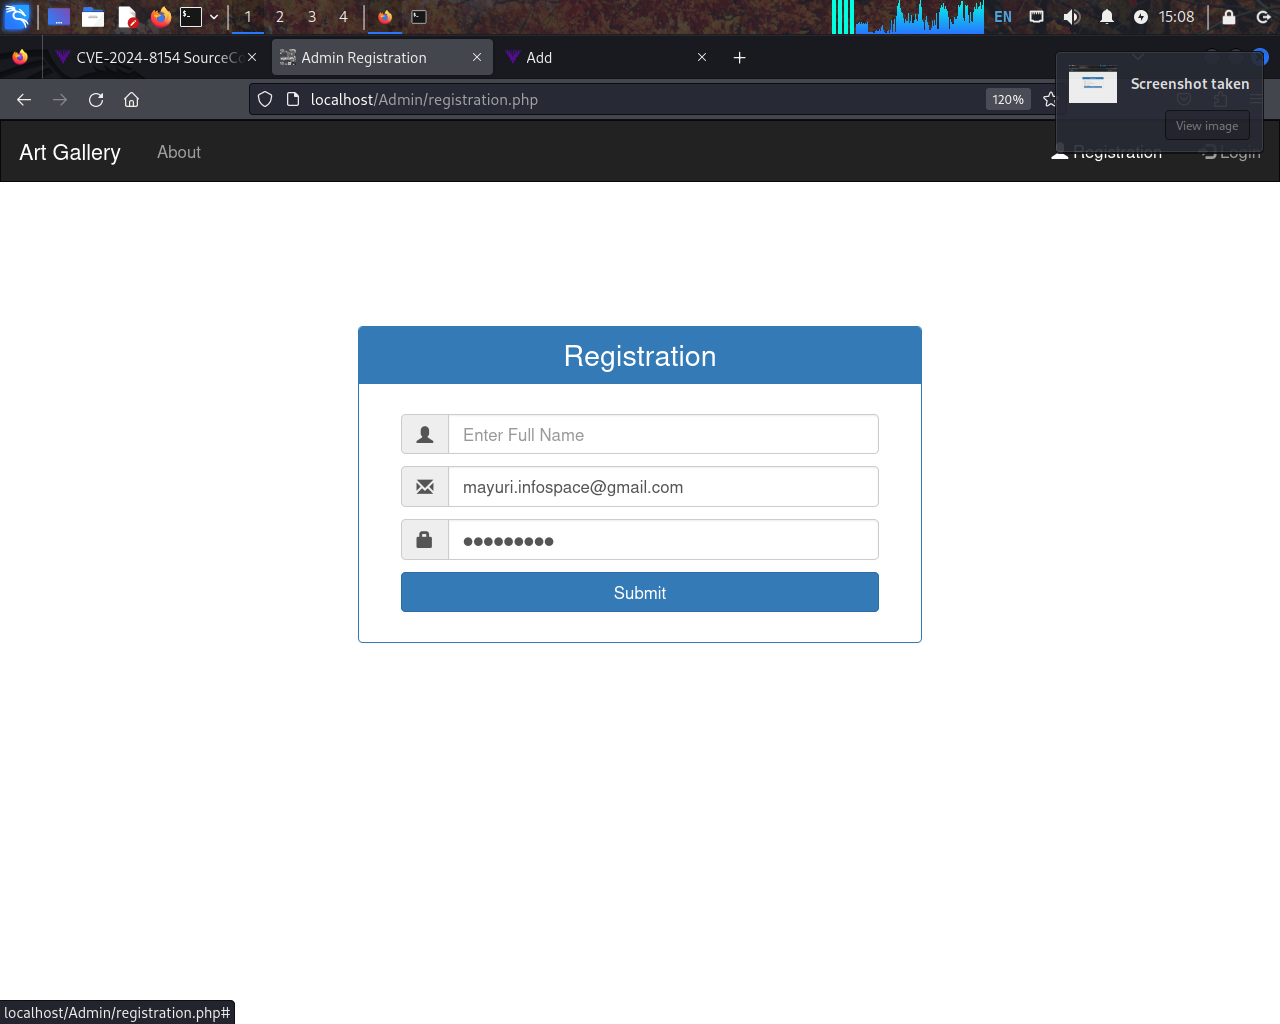 1 2 3 4 EN 15:08
CVE-2024-8154 SourceCo Admin Registration Add
Screenshot taken
localhost/Admin/registration.php 120%
View image
Art Gallery About Registration Login
Registration
Enter Full Name
mayuri.infospace@gmail.com
Submit
localhost/Admin/registration.php#